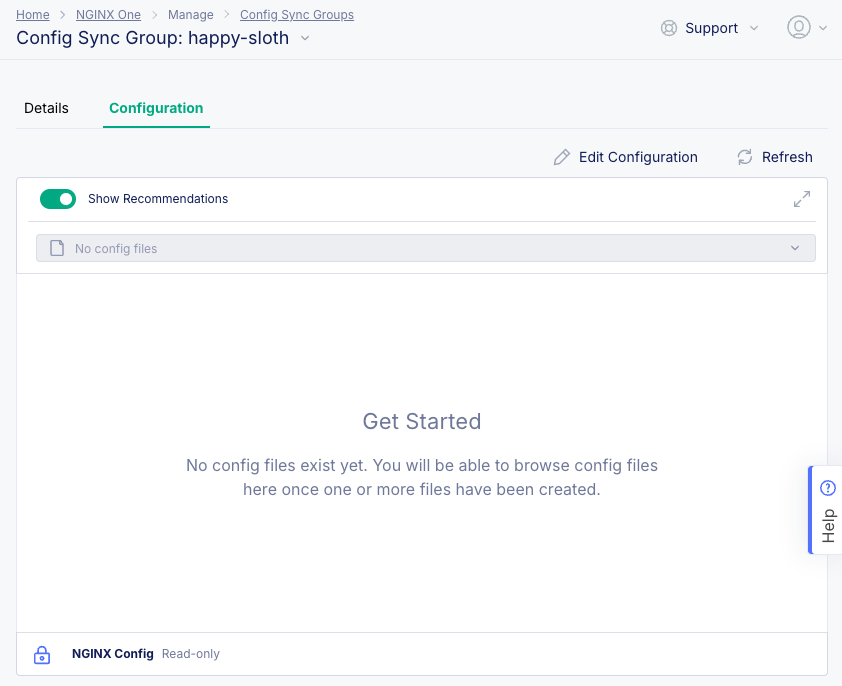 Home > NGINX One > Manage > Config Sync Groups
Config Sync Group: happy-sloth
Support
Details
Configuration
Edit Configuration
Refresh
Show Recommendations
No config files
Get Started
No config files exist yet. You will be able to browse config files
here once one or more files have been created.
Help
NGINX Config Read-only